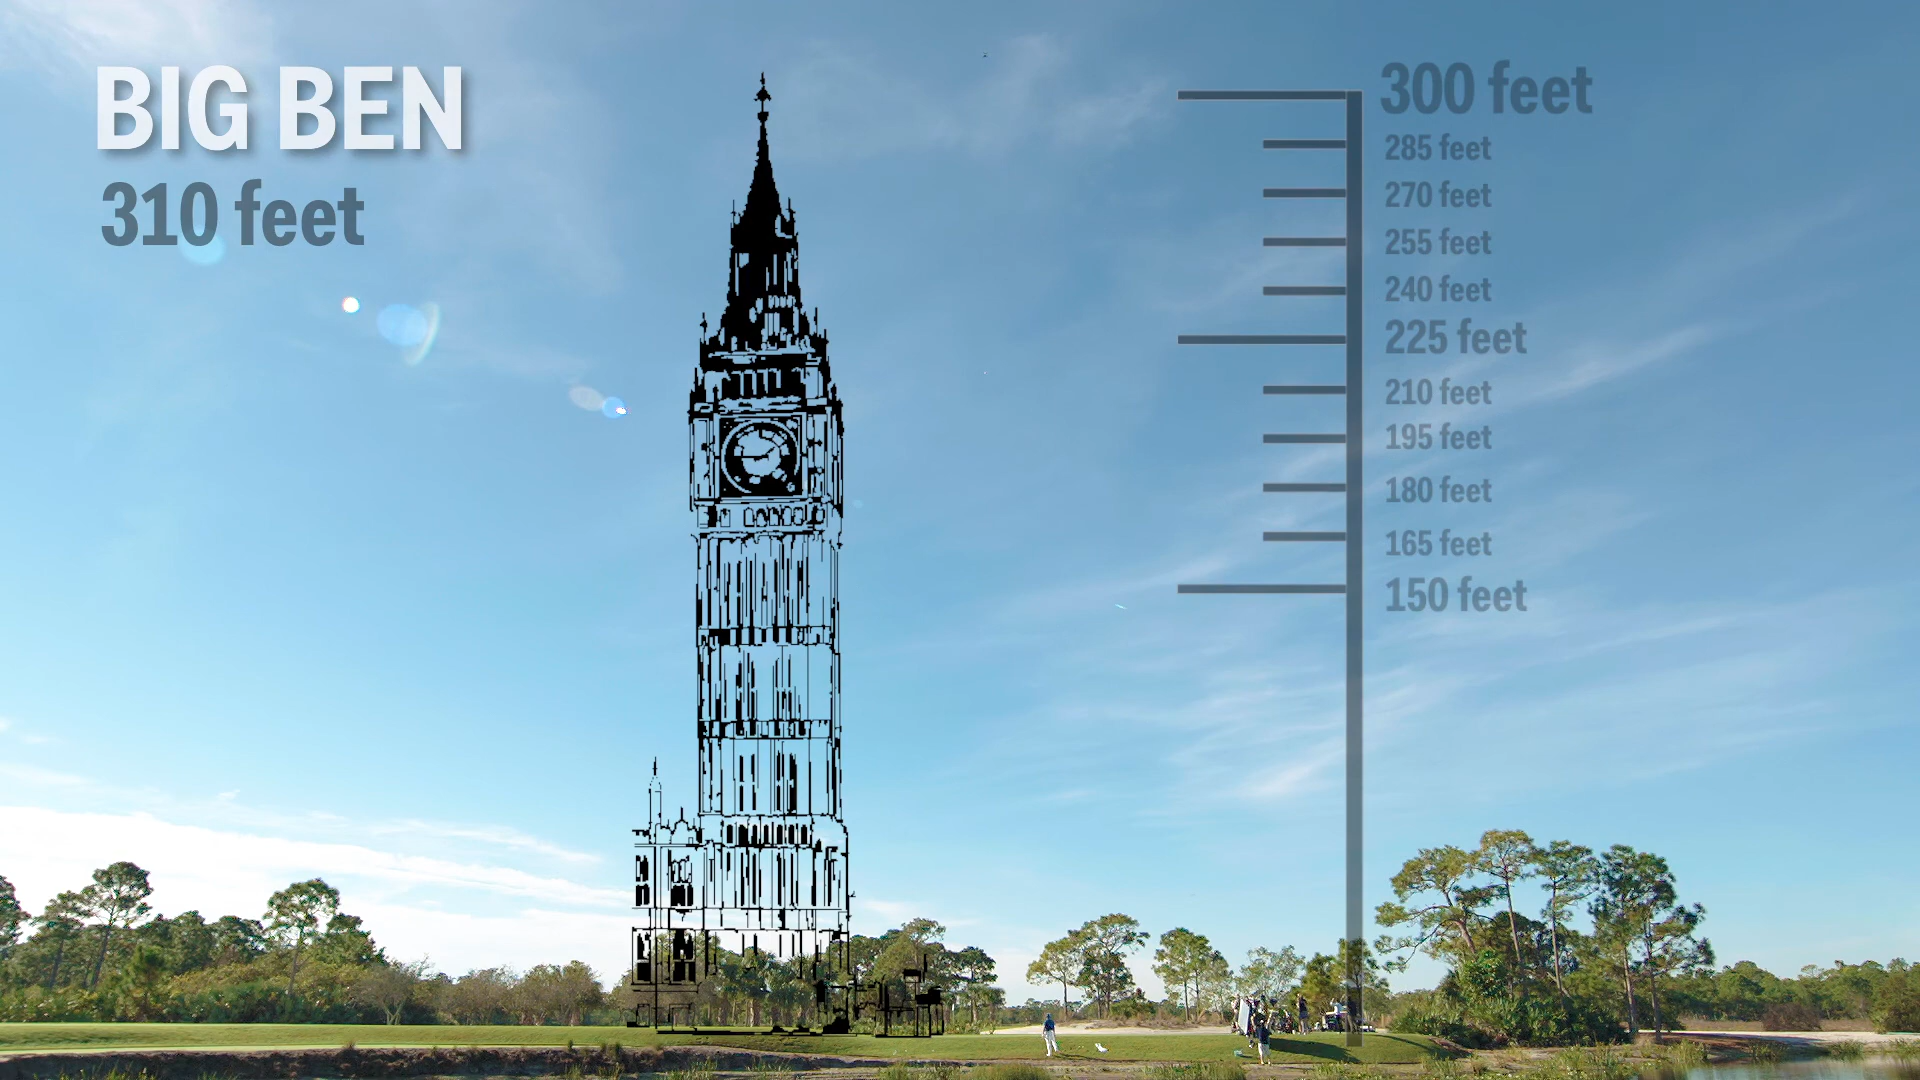 BIG BEN
310 feet
300 feet
285 feet
270 feet
255 feet
240 feet
225 feet
210 feet
195 feet
180 feet
165 feet
150 feet